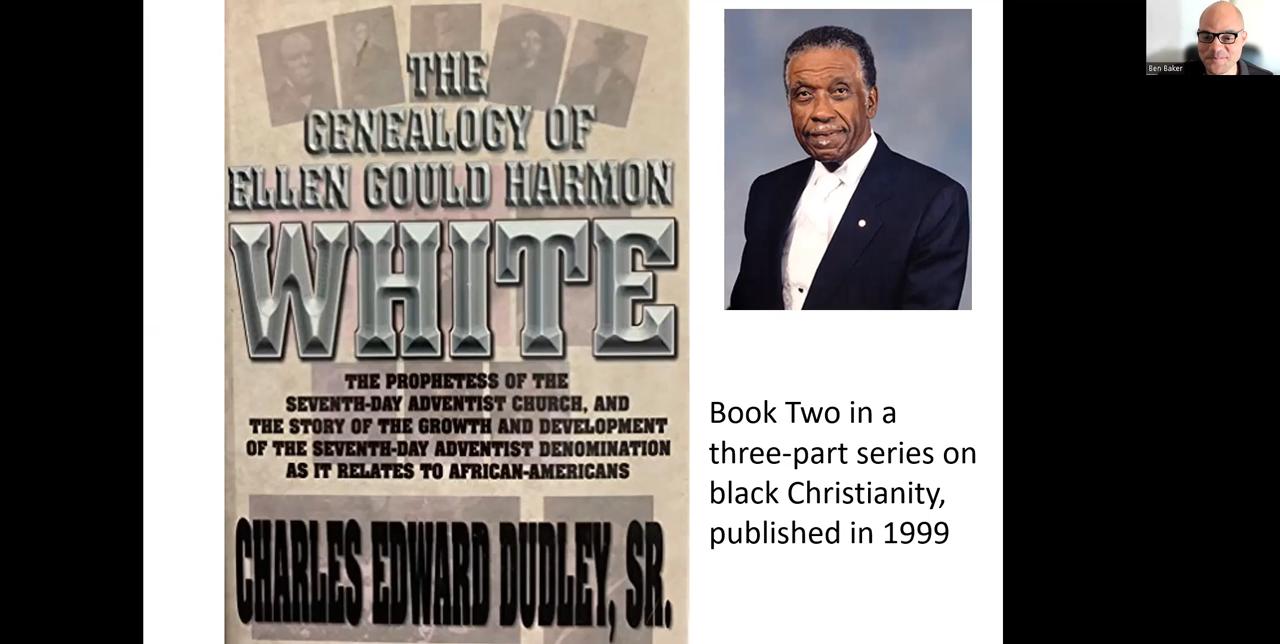 THE
GENEALOGY OF
ELLEN GOULD HARMON
WHITE
THE PROPHETESS OF THE
SEVENTH-DAY ADVENTIST CHURCH, AND
THE STORY OF THE GROWTH AND DEVELOPMENT
OF THE SEVENTH-DAY ADVENTIST DENOMINATION
AS IT RELATES TO AFRICAN-AMERICANS
CHARLES EDWARD DUDLEY, SR.
Book Two in a
three-part series on
black Christianity,
published in 1999
Ben Baker